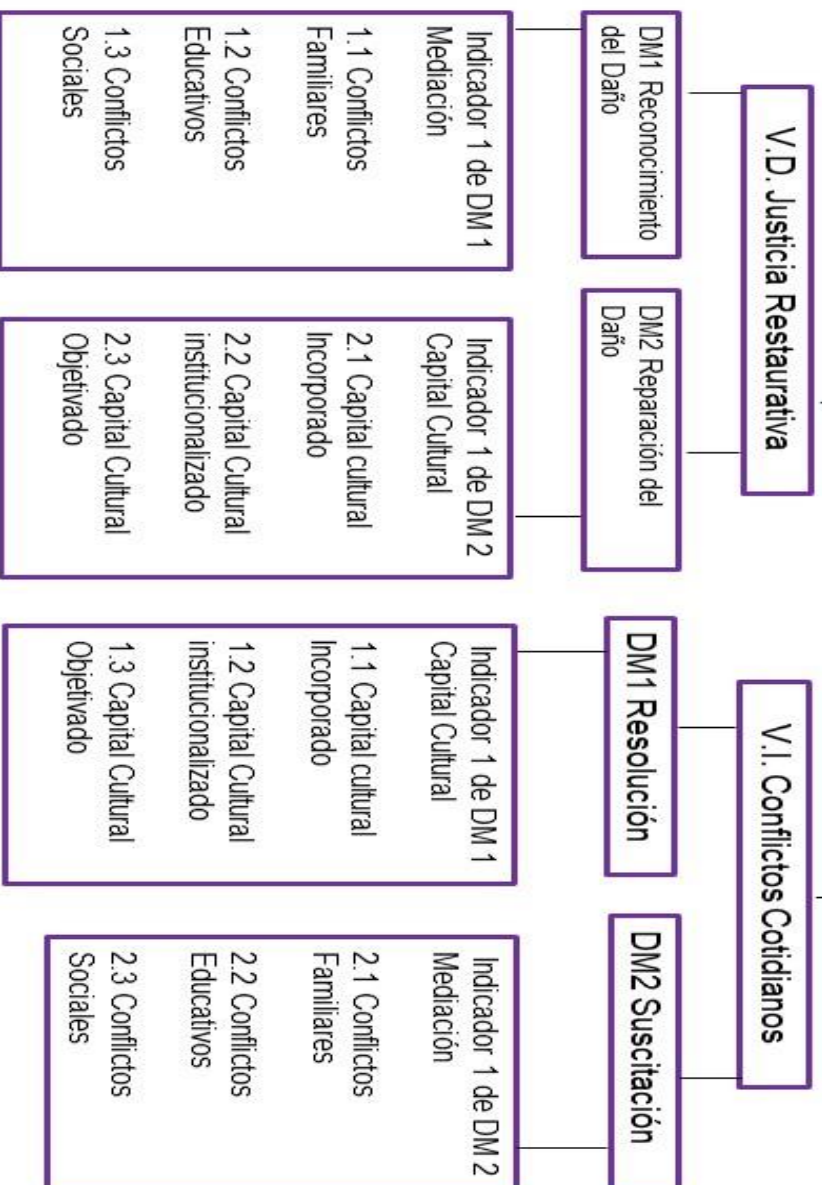 V.D. Justicia Restaurativa
V.I. Conflictos Cotidianos
DM1 Reconocimiento
del Daño
DM2 Reparación del
Daño
DM1 Resolución
DM2 Suscitación
Indicador 1 de DM 1
Mediación
1.1 Conflictos
Familiares
1.2 Conflictos
Educativos
1.3 Conflictos
Sociales
Indicador 1 de DM 2
Capital Cultural
2.1 Capital cultural
Incorporado
2.2 Capital Cultural
institucionalizado
2.3 Capital Cultural
Objetivado
Indicador 1 de DM 1
Capital Cultural
1.1 Capital cultural
Incorporado
1.2 Capital Cultural
institucionalizado
1.3 Capital Cultural
Objetivado
Indicador 1 de DM 2
Mediación
2.1 Conflictos
Familiares
2.2 Conflictos
Educativos
2.3 Conflictos
Sociales